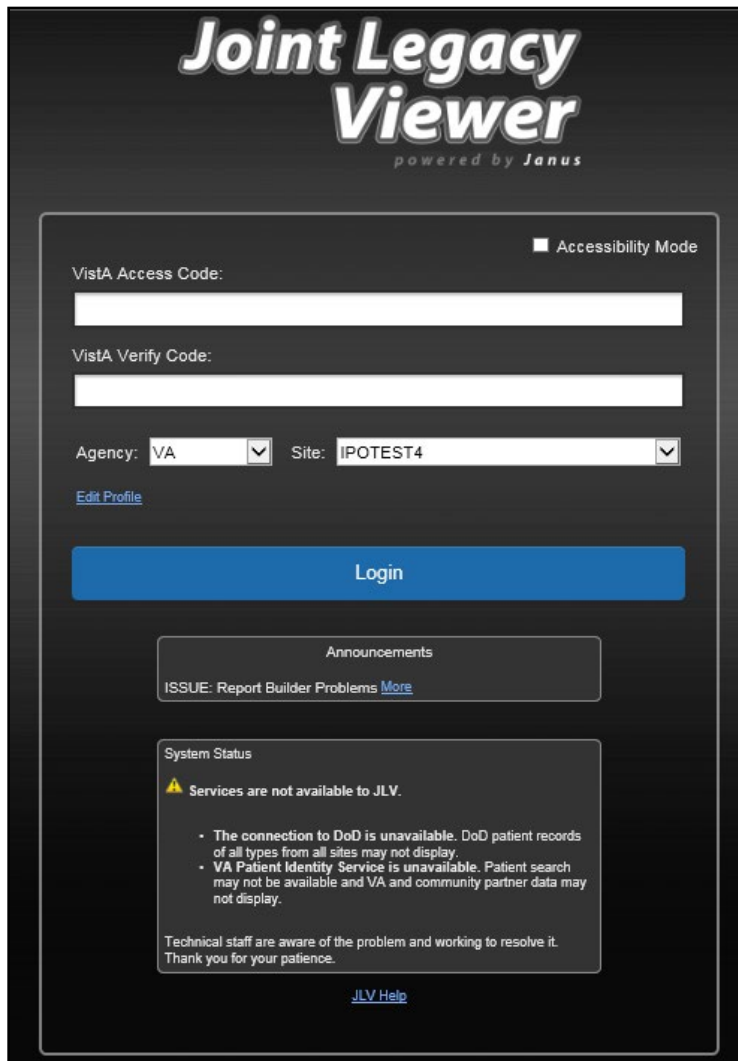 Joint Legacy
Viewer
powered by Janus
Accessibility Mode
VistA Access Code:
VistA Verify Code:
Agency: VA Site: IPOTEST4
Edit Profile
Login
Announcements
ISSUE: Report Builder Problems More
System Status
Services are not available to JLV.
• The connection to DoD is unavailable. DoD patient records
of all types from all sites may not display.
• VA Patient Identity Service is unavailable. Patient search
may not be available and VA and community partner data may
not display.
Technical staff are aware of the problem and working to resolve it.
Thank you for your patience.
JLV Help